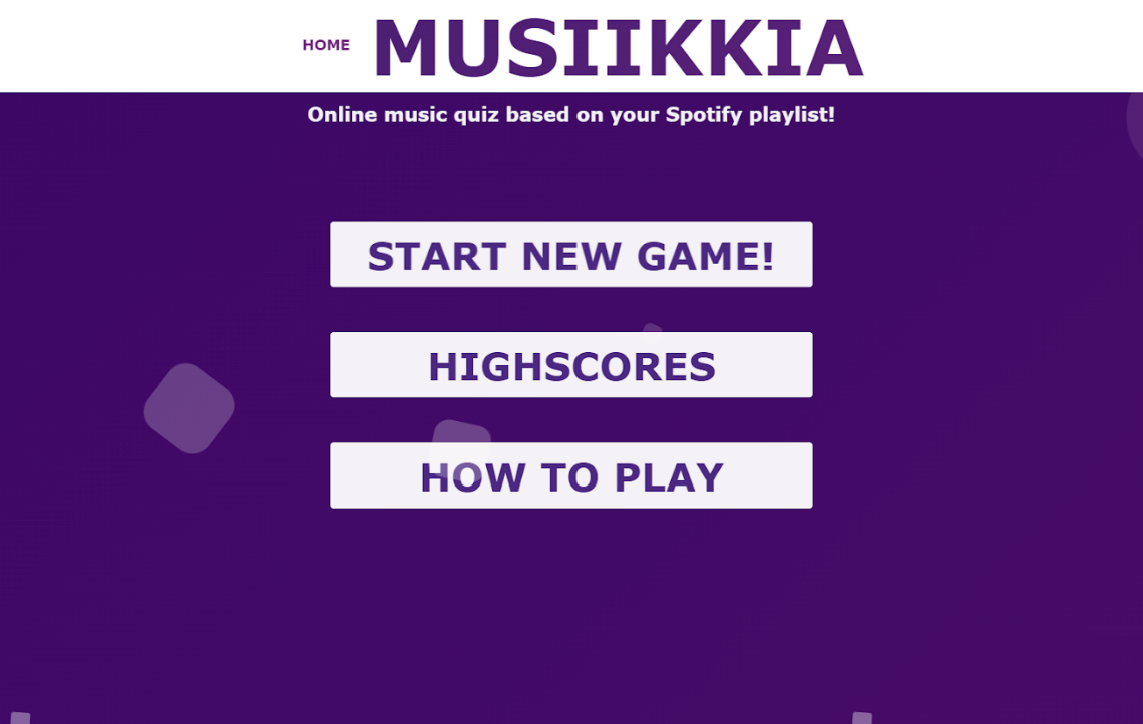 HOME
MUSIIKKIA
Online music quiz based on your Spotify playlist!
START NEW GAME!
HIGHSCORES
HOW TO PLAY